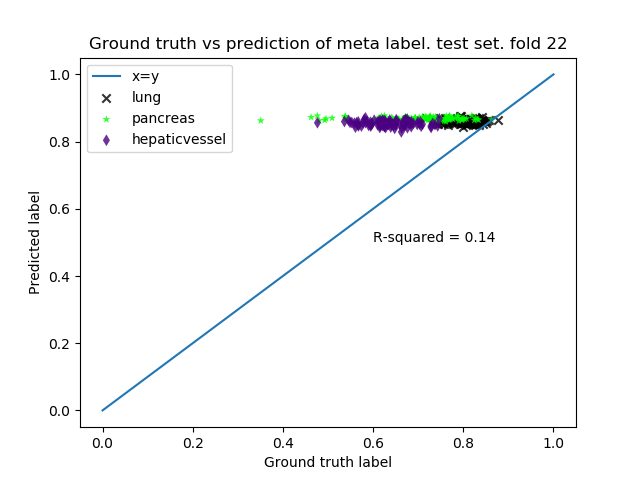 Ground truth vs prediction of meta label. test set. fold 22
x=y
lung
pancreas
hepaticvessel
R-squared = 0.14
Predicted label
1.0
0.8
0.6
0.4
0.2
0.0
0.0 0.2 0.4 0.6 0.8 1.0
Ground truth label